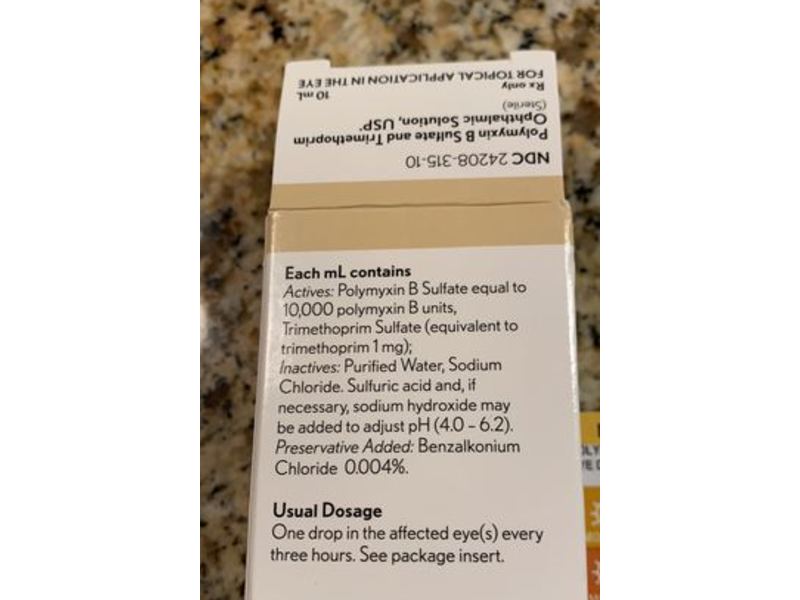 NDC 24208-315-10
Polymyxin B Sulfate and Trimethoprim
Ophthalmic Solution, USP*
(Sterile)
Rx only 10 mL
FOR TOPICAL APPLICATION IN THE EYE
Each mL contains
Actives: Polymyxin B Sulfate equal to
10,000 polymyxin B units,
Trimethoprim Sulfate (equivalent to
trimethoprim 1 mg);
Inactives: Purified Water, Sodium
Chloride. Sulfuric acid and, if
necessary, sodium hydroxide may
be added to adjust pH (4.0 – 6.2).
Preservative Added: Benzalkonium
Chloride 0.004%.
Usual Dosage
One drop in the affected eye(s) every
three hours. See package insert.